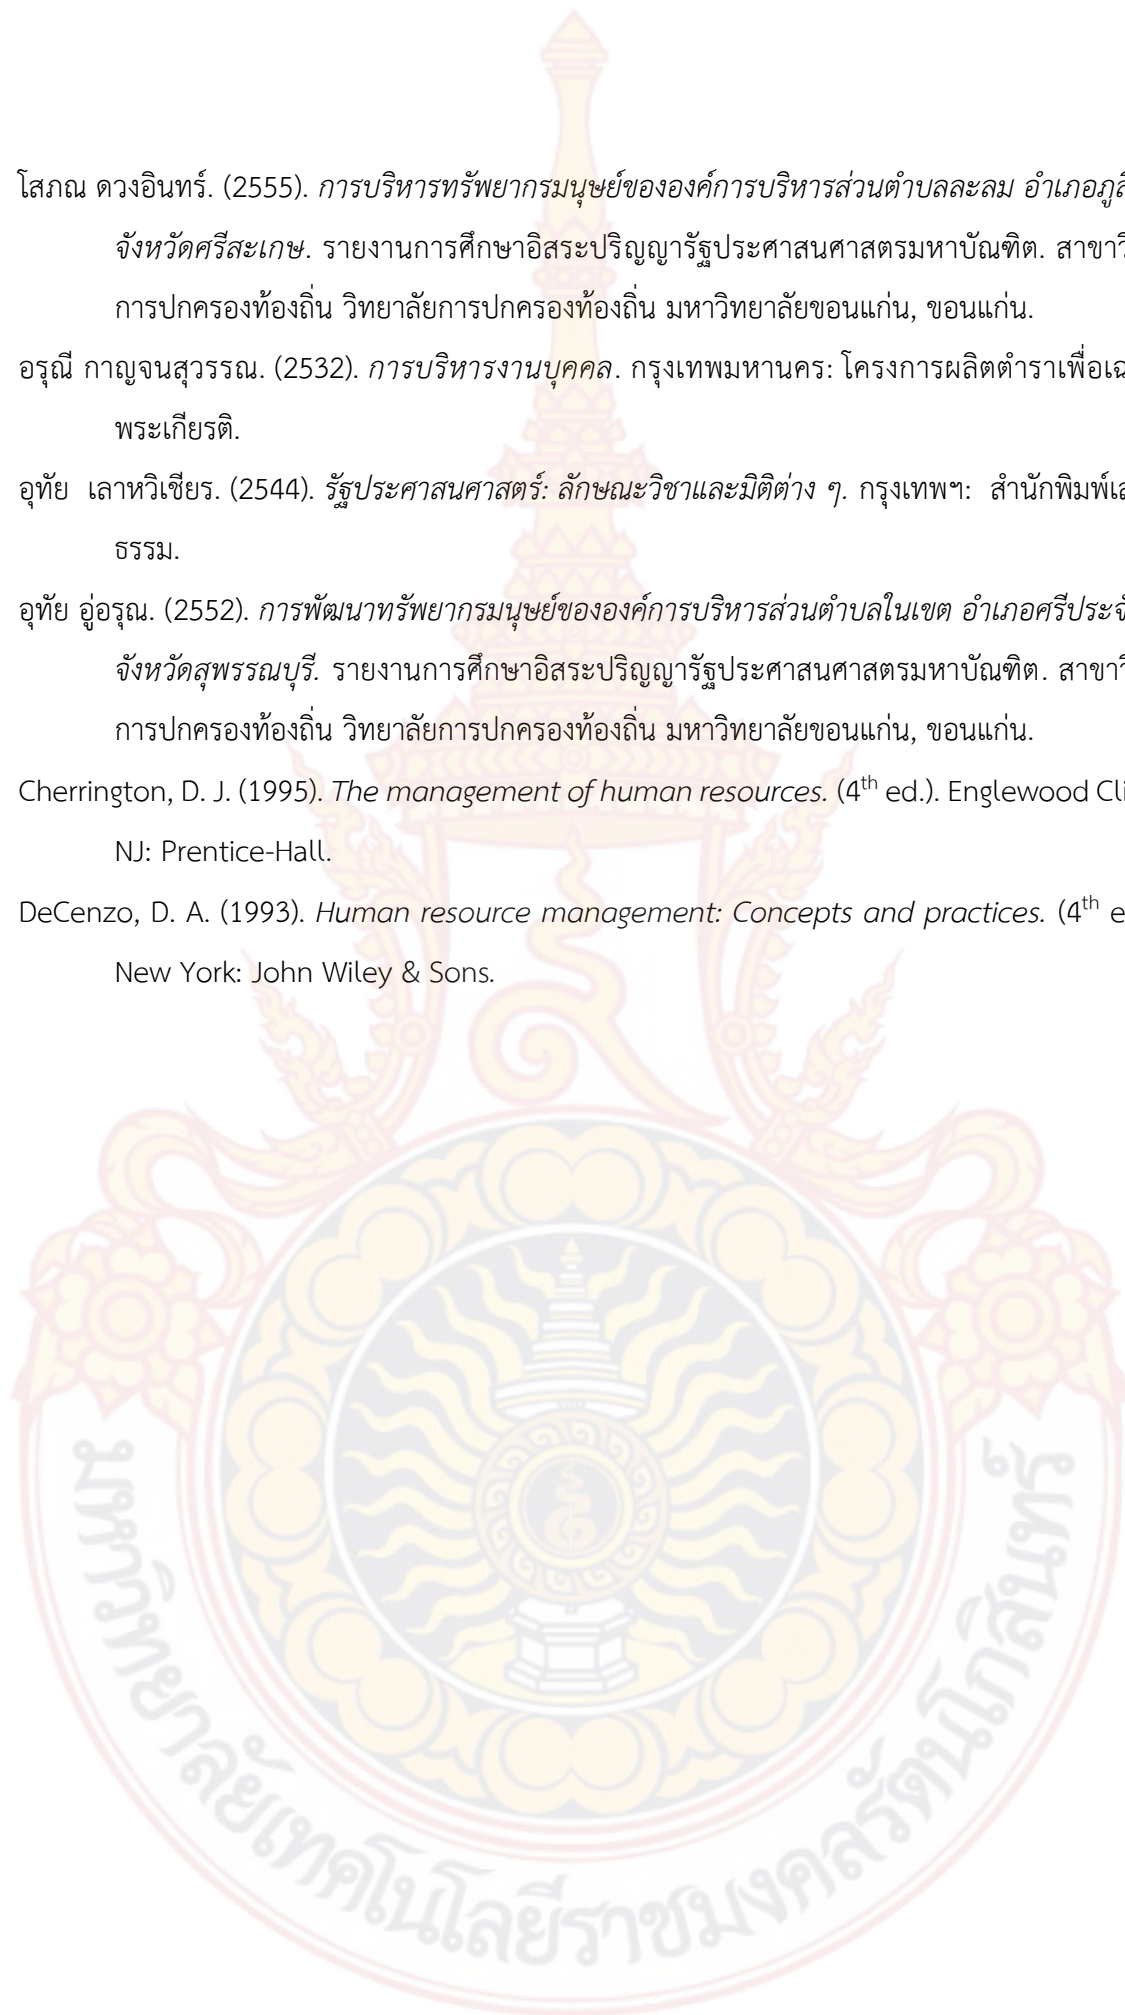 โสภณ ดวงอินทร์. (2555). การบริหารทรัพยากรมนุษย์ขององค์การบริหารส่วนตำบลละลม อำเภอ
จังหวัดศรีสะเกษ. รายงานการศึกษาอิสระปริญญารัฐประศาสนศาสตรมหาบัณฑิต.
การปกครองท้องถิ่น วิทยาลัยการปกครองท้องถิ่น มหาวิทยาลัยขอนแก่น, ขอนแก่น.
อรุณี กาญจนสุวรรณ. (2532). การบริหารงานบุคคล. กรุงเทพมหานคร: โครงการผลิตตำราเพื่อ
พระเกียรติ.
อุทัย เลาหวิเชียร. (2544). รัฐประศาสนศาสตร์: ลักษณะวิชาและมิติต่าง ๆ. กรุงเทพฯ: สำนักพิมพ์
ธรรม.
อุทัย อู่อรุณ. (2552). การพัฒนาทรัพยากรมนุษย์ขององค์การบริหารส่วนตำบลในเขต อำเภอ
จังหวัดสุพรรณบุรี. รายงานการศึกษาอิสระปริญญารัฐประศาสนศาสตรมหาบัณฑิต.
การปกครองท้องถิ่น วิทยาลัยการปกครองท้องถิ่น มหาวิทยาลัยขอนแก่น, ขอนแก่น.
Cherrington, D. J. (1995). The management of human resources. (4th ed.). Englewood
NJ: Prentice-Hall.
DeCenzo, D. A. (1993). Human resource management: Concepts and practices. (4th
New York: John Wiley & Sons.
มหาวิทยาลัยเทคโนโลยีราชมงคลรัตนโกสินทร์